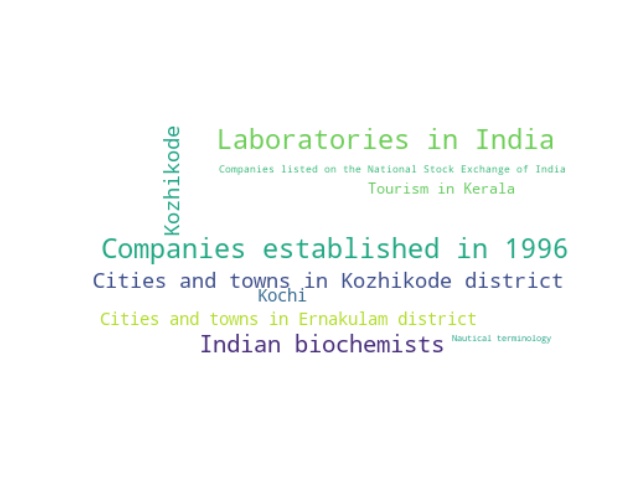 Kozhikode
Laboratories in India
Companies listed on the National Stock Exchange of India
Tourism in Kerala
Companies established in 1996
Cities and towns in Kozhikode district
Kochi
Cities and towns in Ernakulam district
Indian biochemists
Nautical terminology